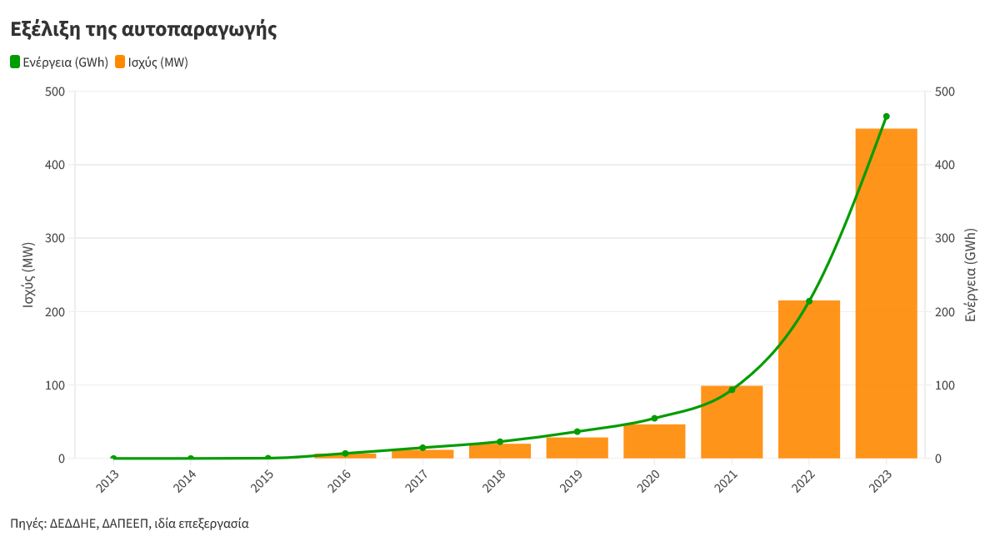 Εξέλιξη της αυτοπαραγωγής
Ενέργεια (GWh) Ισχύς (MW)
500 500
400 400
300 300
200 200
100 100
0 0
Ισχύς (MW)
Ενέργεια (GWh)
2013 2014 2015 2016 2017 2018 2019 2020 2021 2022 2023
Πηγές: ΔΕΔΔΗΕ, ΔΑΠΕΕΠ, ιδία επεξεργασία